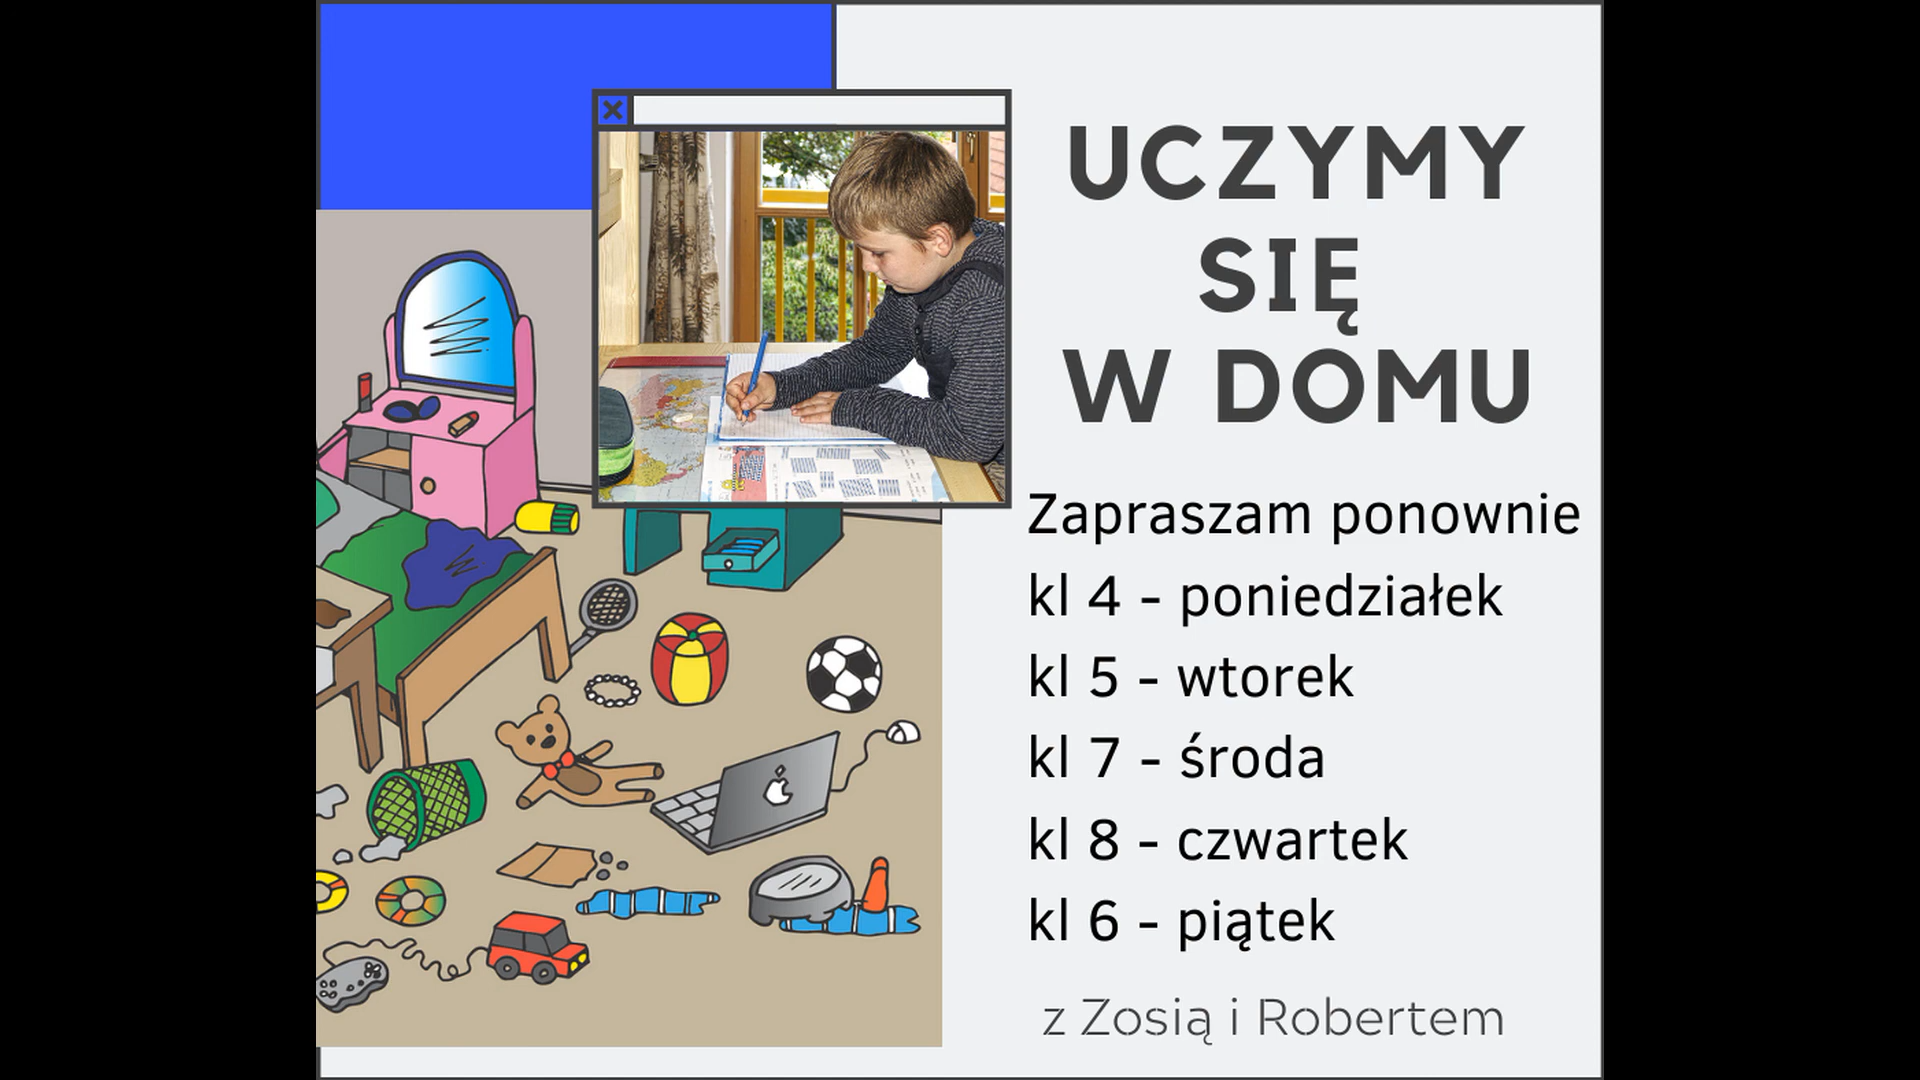 UCZYMY
SIĘ
W DOMU
Zapraszam ponownie
kl 4 - poniedziałek
kl 5 - wtorek
kl 7 - środa
kl 8 - czwartek
kl 6 - piątek
z Zosią i Robertem